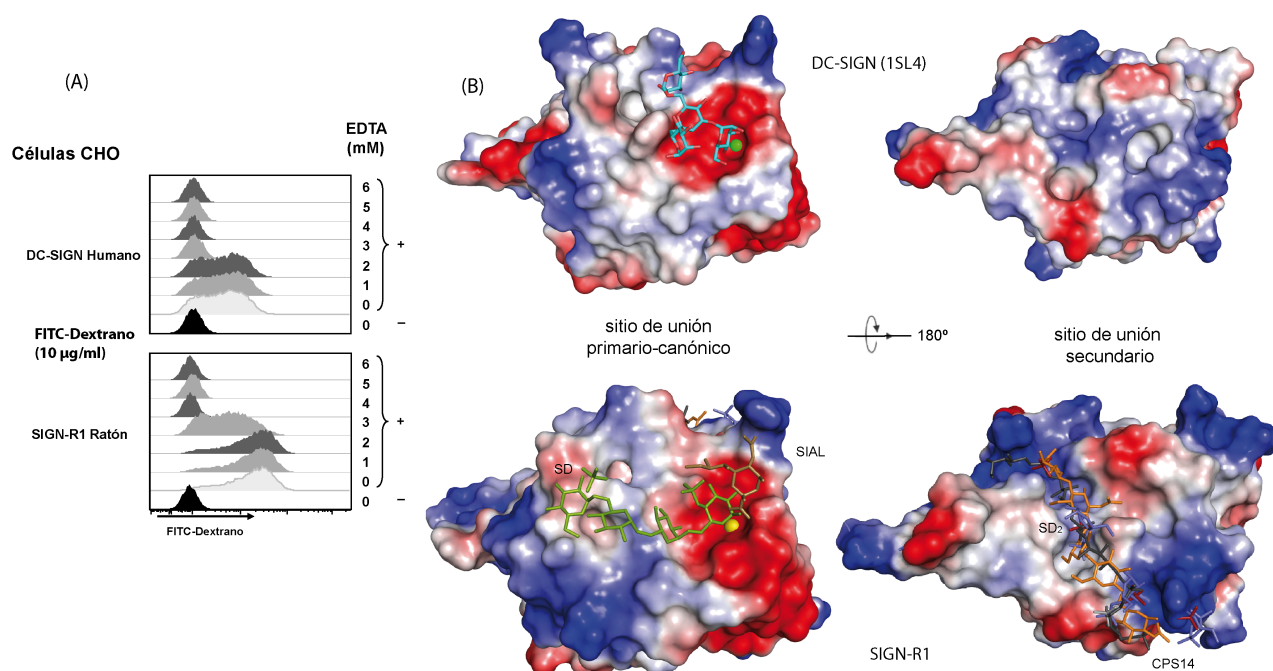 (A)
Células CHO
EDTA
(mM)
DC-SIGN Humano
6
5
4
3
2
1
0
0
+
−
FITC-Dextrano
(10 µg/ml)
SIGN-R1 Ratón
6
5
4
3
2
1
0
0
+
−
FITC-Dextrano
(B)
DC-SIGN (1SL4)
sitio de unión
primario-canónico
180º
sitio de unión
secundario
SD
SIAL
SD2
CPS14
SIGN-R1